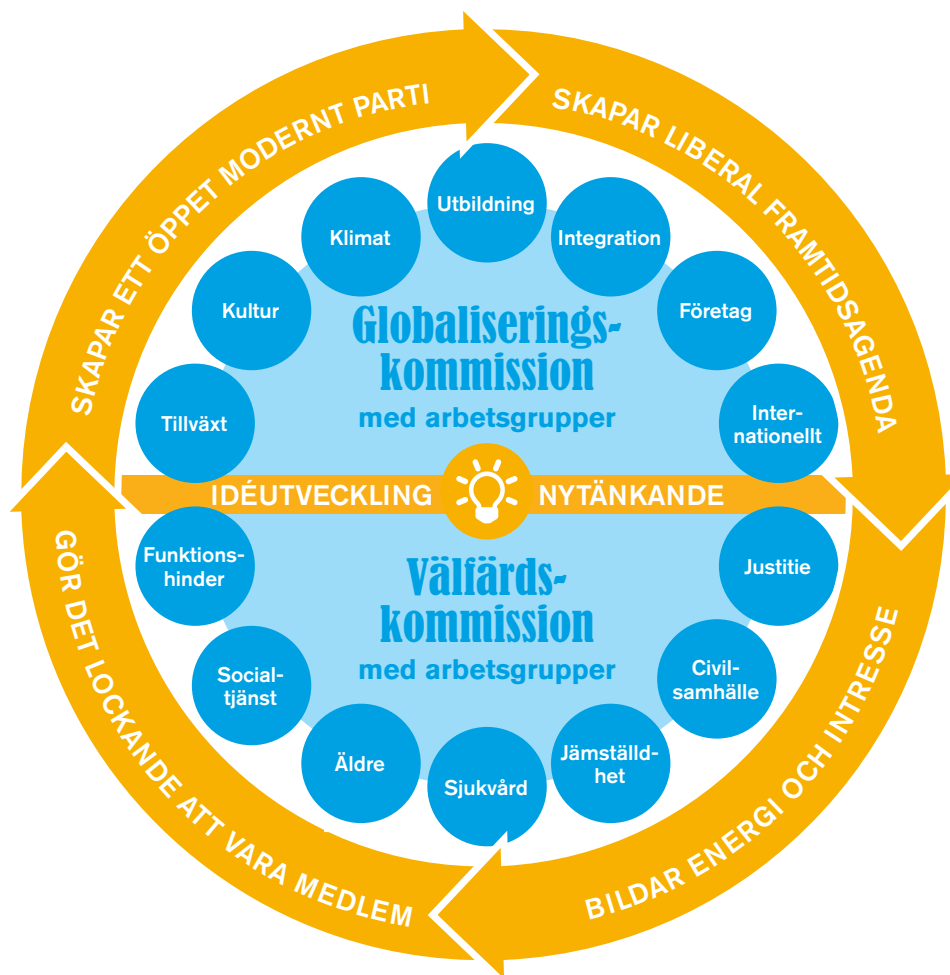 SKAPAR ETT ÖPPET MODERNT PARTI
SKAPAR LIBERAL FRAMTIDSAGENDA
Utbildning
Klimat
Integration
Kultur
Företag
Tillväxt
Inter-
nationellt
Globaliserings-
kommission
med arbetsgrupper
IDÉUTVECKLING
NYTÄNKANDE
Välfärds-
kommission
med arbetsgrupper
Funktions-
hinder
Justitie
Social-
tjänst
Civil-
samhälle
Äldre
Sjukvård
Jämställd-
het
GÖR DET LOCKANDE ATT VARA MEDLEM
BILDAR ENERGI OCH INTRESSE